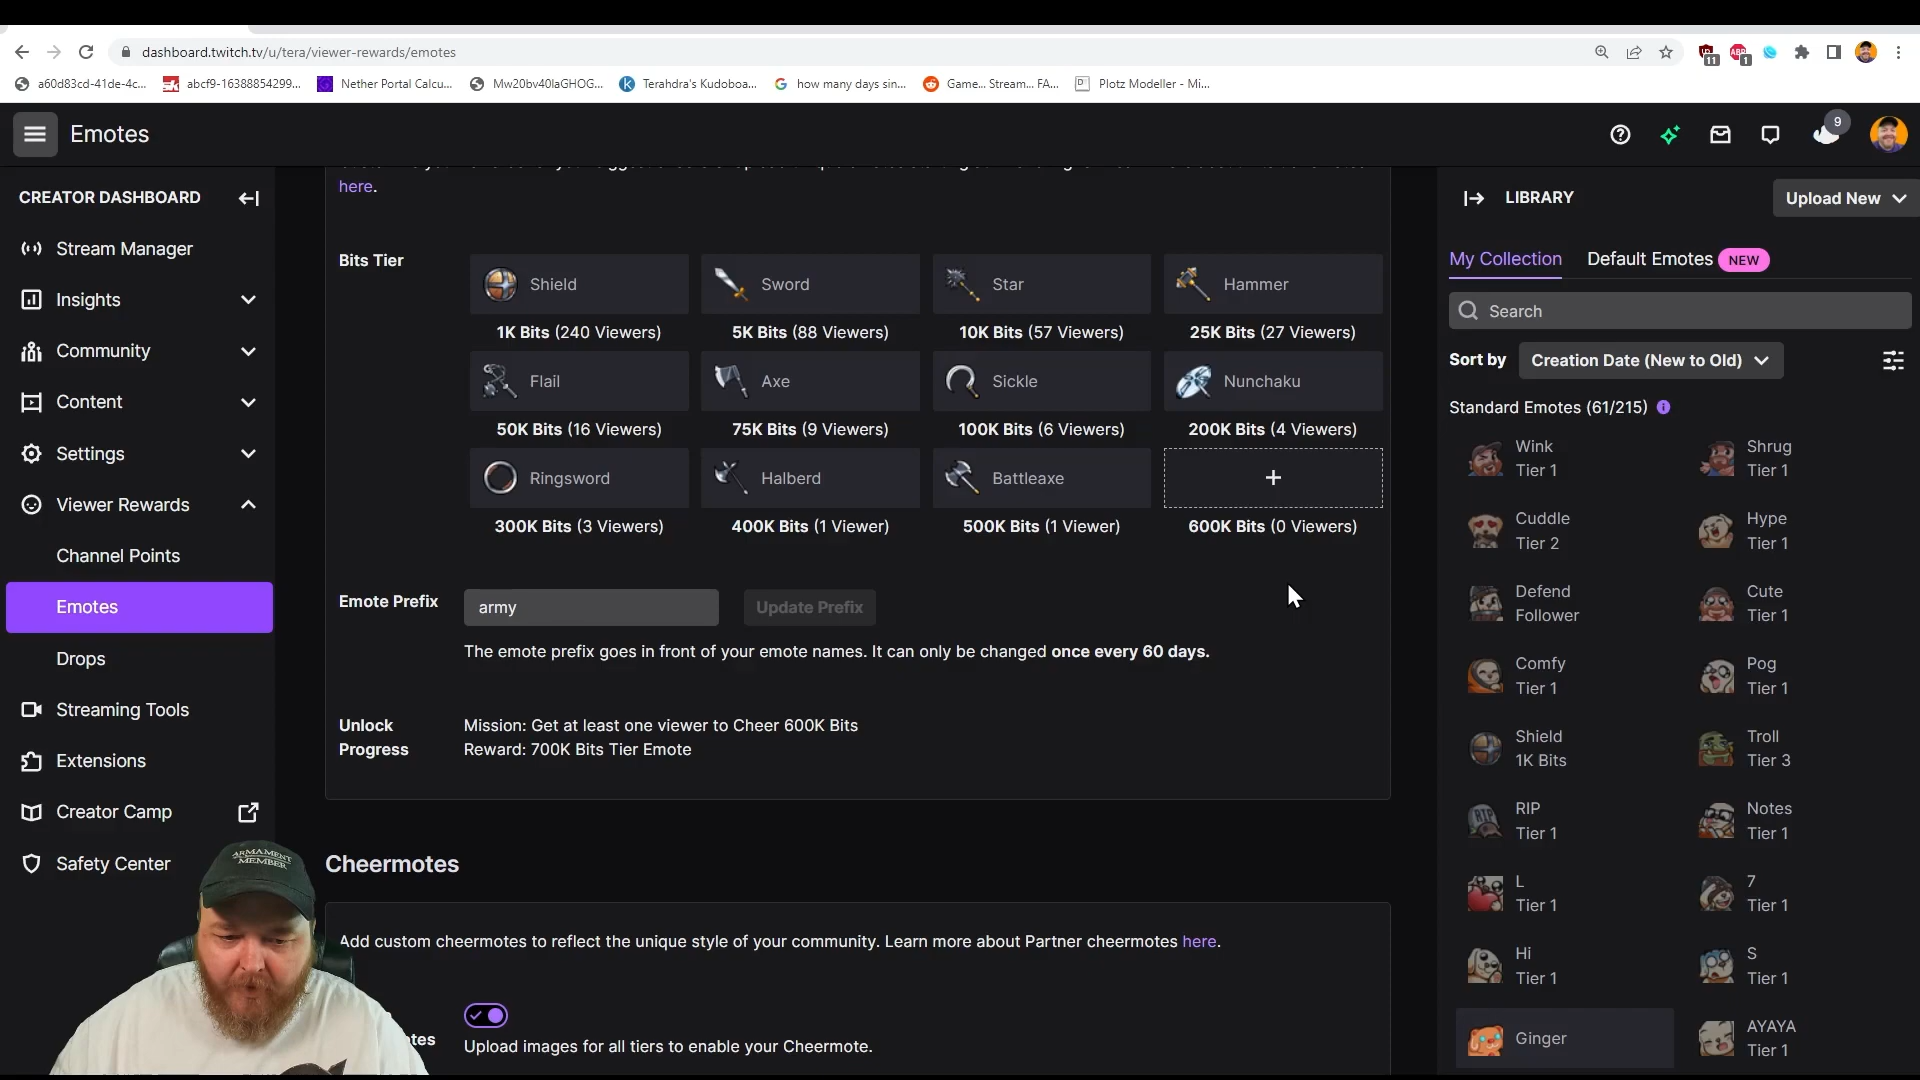 dashboard.twitch.tv/u/tera/viewer-rewards/emotes
11
1
a60d83cd-41de-4c...
abcf9-16388854299...
Nether Portal Calcu...
Mw20bv40laGHOG...
Terahdra's Kudoboa...
how many days sin...
Game... Stream... FA...
Plotz Modeller - Mi...
Emotes
9
CREATOR DASHBOARD
Stream Manager
Insights
Community
Content
Settings
Viewer Rewards
Channel Points
Emotes
Drops
Streaming Tools
Extensions
Creator Camp
Safety Center
ARMAMENT
MEMBER
here.
Bits Tier
Shield
Sword
Star
Hammer
1K Bits (240 Viewers)
5K Bits (88 Viewers)
10K Bits (57 Viewers)
25K Bits (27 Viewers)
Flail
Axe
Sickle
Nunchaku
50K Bits (16 Viewers)
75K Bits (9 Viewers)
100K Bits (6 Viewers)
200K Bits (4 Viewers)
Ringsword
Halberd
Battleaxe
+
300K Bits (3 Viewers)
400K Bits (1 Viewer)
500K Bits (1 Viewer)
600K Bits (0 Viewers)
Emote Prefix
army
Update Prefix
The emote prefix goes in front of your emote names. It can only be changed once every 60 days.
Unlock
Progress
Mission: Get at least one viewer to Cheer 600K Bits
Reward: 700K Bits Tier Emote
Cheermotes
Add custom cheermotes to reflect the unique style of your community. Learn more about Partner cheermotes here.
Upload images for all tiers to enable your Cheermote.
LIBRARY
Upload New
My Collection
Default Emotes NEW
Search
Sort by
Creation Date (New to Old)
Standard Emotes (61/215)
Wink
Tier 1
Shrug
Tier 1
Cuddle
Tier 2
Hype
Tier 1
Defend
Follower
Cute
Tier 1
Comfy
Tier 1
Pog
Tier 1
Shield
1K Bits
Troll
Tier 3
RIP
Tier 1
Notes
Tier 1
L
Tier 1
7
Tier 1
Hi
Tier 1
S
Tier 1
Ginger
AYAYA
Tier 1